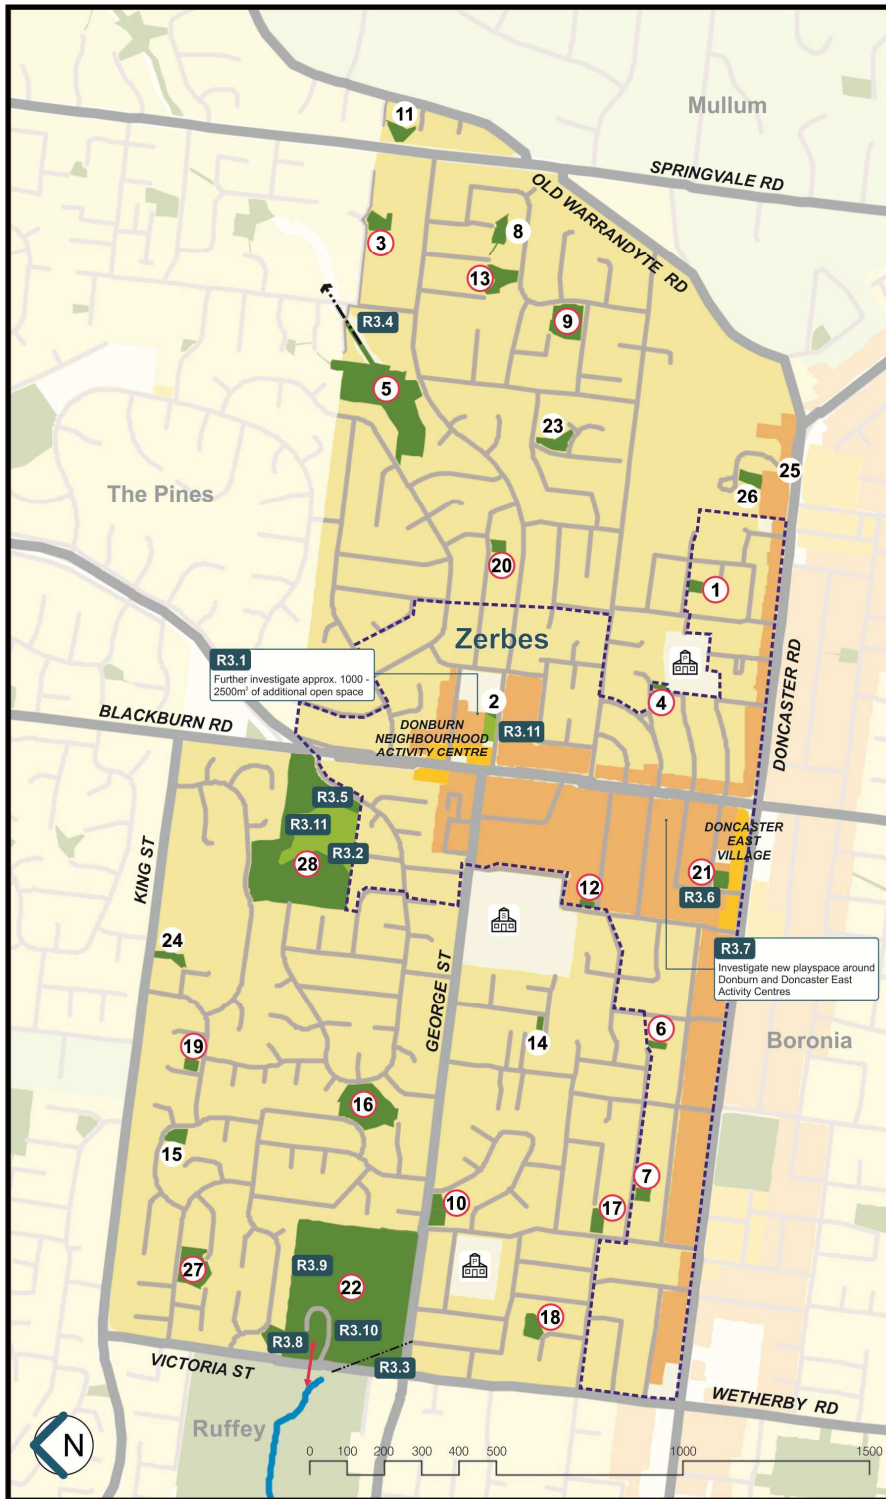 11
Mullum
SPRINGVALE RD
OLD WARRANDYTE RD
8
3
13
9
R3.4
5
23
25
26
The Pines
20
1
Zerbes
R3.1
Further investigate approx. 1000 -
2500m² of additional open space
P
2
4
DONCASTER RD
BLACKBURN RD
DONBURN
NEIGHBOURHOOD
ACTIVITY CENTRE
R3.11
R3.5
R3.11
R3.2
28
DONCASTER
EAST
VILLAGE
21
R3.6
KING ST
12
S
24
GEORGE ST
R3.7
Investigate new playspace around
Donburn and Doncaster East
Activity Centres
6
14
Boronia
19
16
15
7
10
17
P
27
R3.9
22
18
R3.8
R3.10
R3.3
VICTORIA ST
WETHERBY RD
Ruffey
N
0 100 200 300 400 500 1000 1500